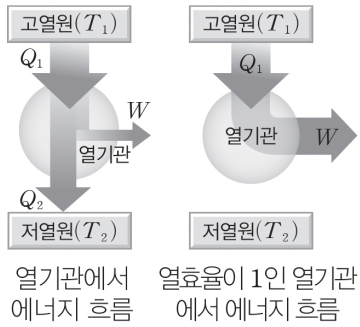 고열원(T₁)
Q₁
W
열기관
Q₂
저열원(T₂)
열기관에서
에너지 흐름
고열원(T₁)
Q₁
열기관
W
저열원(T₂)
열효율이 1인 열기관
에서 에너지 흐름